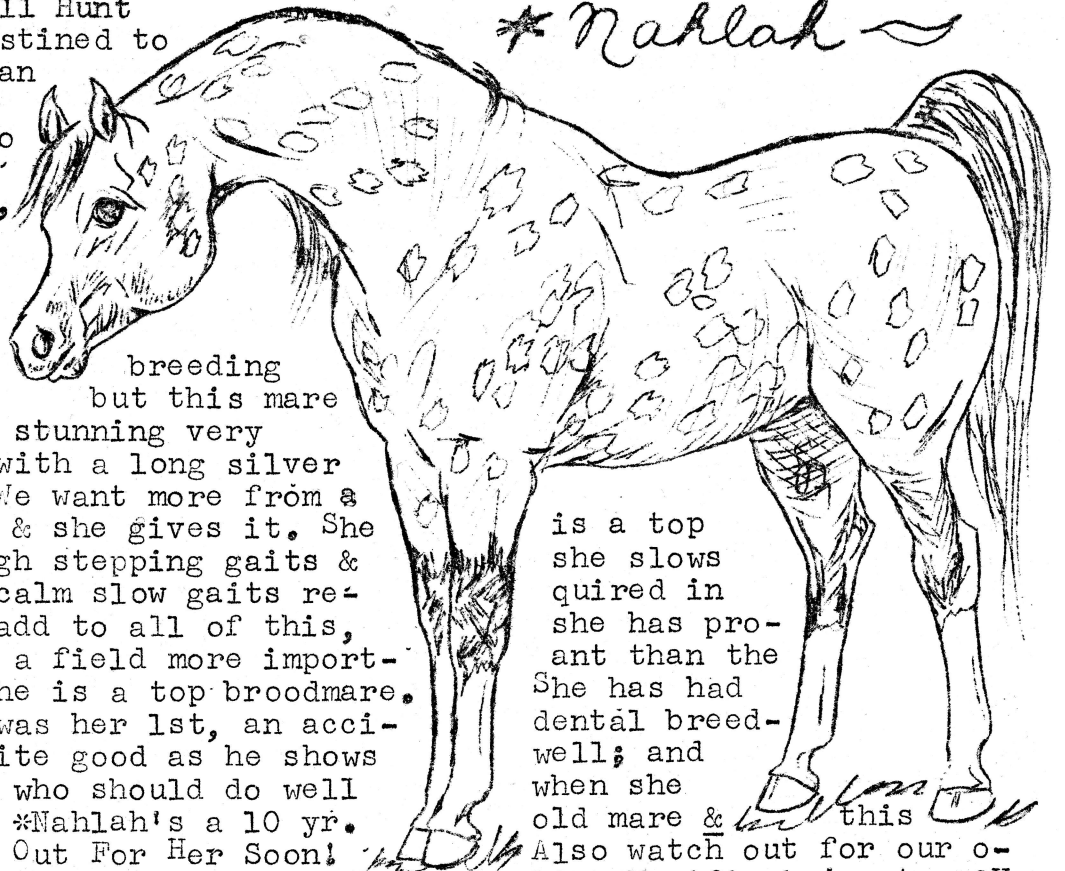 ll Hunt
stined to
an
o
* Nahlah
breeding
but this mare
stunning very
with a long silver
We want more from a
& she gives it. She is a top
gh stepping gaits & she slows
calm slow gaits re- quired in
add to all of this, she has pro-
a field more import- ant than the
he is a top broodmare. She has had
was her 1st, an acci- dental breed-
ite good as he shows well; and
who should do well when she
*Nahlah's a 10 yr. old mare & this
Out For Her Soon! Also watch out for our o-